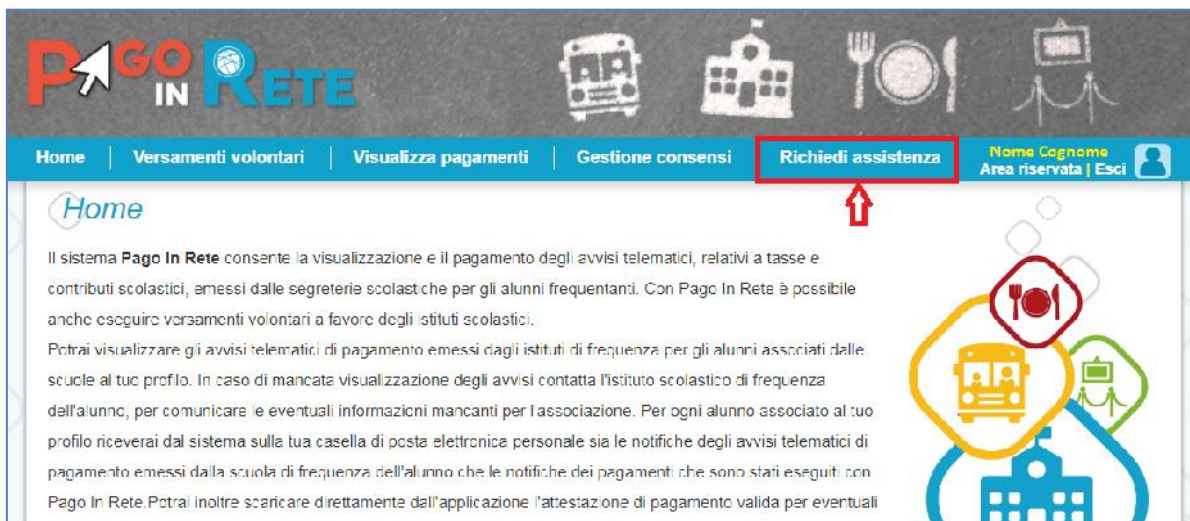 PAGO IN RETE
Home | Versamenti volontari | Visualizza pagamenti | Gestione consensi Richiedi assistenza
Nome Cognome
Area riservata | Esci
Home
Il sistema Pago In Rete consente la visualizzazione e il pagamento degli avvisi telematici, relativi a tasse e
contributi scolastici, emessi dalle segreterie scolastiche per gli alunni frequentanti. Con Pago In Rete è possibile
anche eseguire versamenti volontari a favore degli istituti scolastici.
Potrai visualizzare gli avvisi telematici di pagamento emessi dagli istituti di frequenza per gli alunni associati dalle
scuole al tuo profilo. In caso di mancata visualizzazione degli avvisi contatta l'istituto scolastico di frequenza
dell'alunno, per comunicare le eventuali informazioni mancanti per l'associazione. Per ogni alunno associato al tuo
profilo riceverai dal sistema sulla tua casella di posta elettronica personale sia le notifiche degli avvisi telematici di
pagamento emessi dalla scuola di frequenza dell'alunno che le notifiche dei pagamenti che sono stati eseguiti con
Pago In Rete.Potrai inoltre scaricare direttamente dall'applicazione l'attestazione di pagamento valida per eventuali